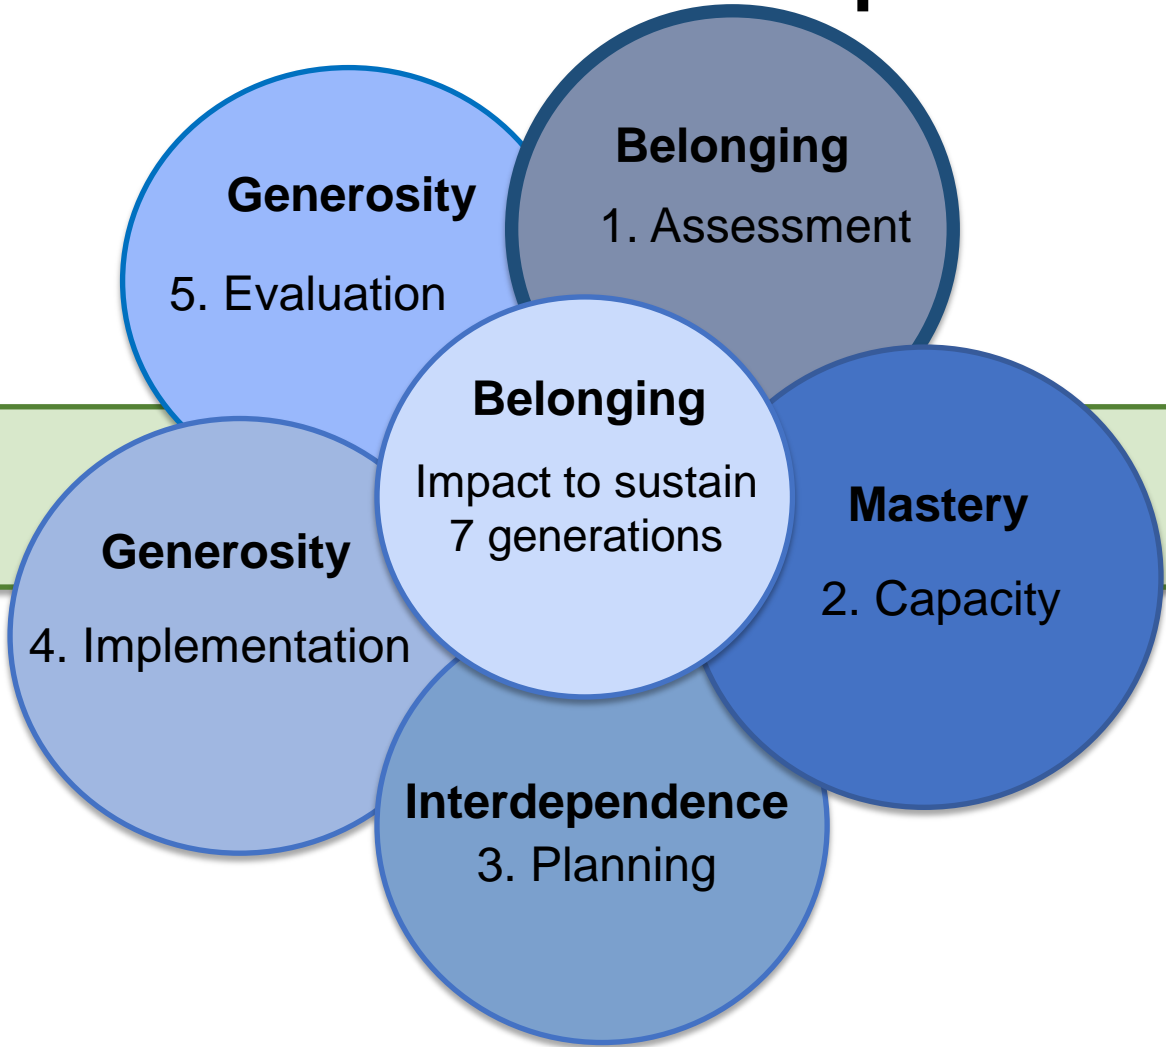 Belonging
1. Assessment
Mastery
2. Capacity
Interdependence
3. Planning
Generosity
4. Implementation
Generosity
5. Evaluation
Belonging
Impact to sustain
7 generations